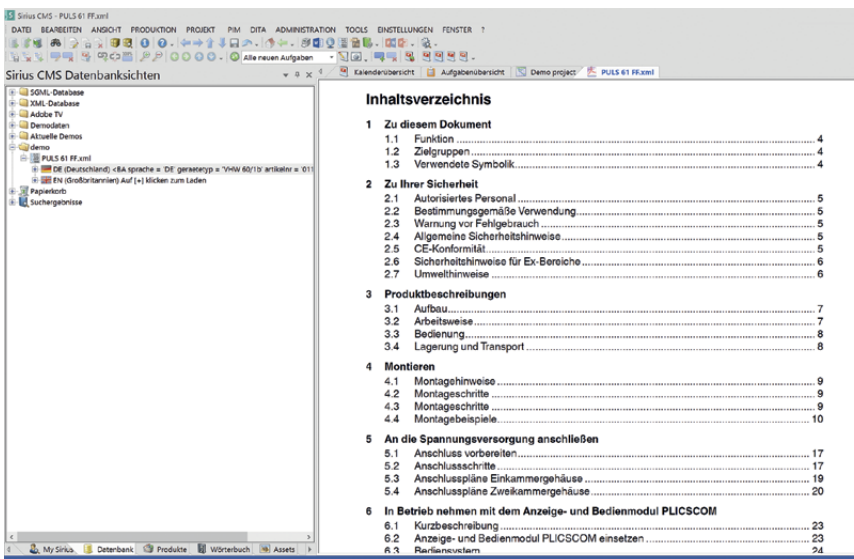 Sirius CMS - PULS 61 FF.xml
DATEI BEARBEITEN ANSICHT PRODUKTION PROJEKT PIM DITA ADMINISTRATION TOOLS EINSTELLUNGEN FENSTER ?
Alle neuen Aufgaben
Sirius CMS Datenbanksichten
SGML-Database
XML-Database
Adobe TV
Demodaten
Aktuelle Demos
demo
PULS 61 FF.xml
DE (Deutschland) <BA sprache = 'DE' geraetetyp = 'VHW 60/1b' artikelnr = '011
EN (Großbritannien) Auf [+] klicken zum Laden
Papierkorb
Suchergebnisse
My Sirius Datenbank Produkte Wörterbuch Assets
Kalenderübersicht Aufgabenübersicht Demo project PULS 61 FF.xml
Inhaltsverzeichnis
1 Zu diesem Dokument
1.1 Funktion 4
1.2 Zielgruppen 4
1.3 Verwendete Symbolik 4
2 Zu Ihrer Sicherheit
2.1 Autorisiertes Personal 5
2.2 Bestimmungsgemäße Verwendung 5
2.3 Warnung vor Fehlgebrauch 5
2.4 Allgemeine Sicherheitshinweise 5
2.5 CE-Konformität 5
2.6 Sicherheitshinweise für Ex-Bereiche 6
2.7 Umwelthinweise 6
3 Produktbeschreibungen
3.1 Aufbau 7
3.2 Arbeitsweise 7
3.3 Bedienung 8
3.4 Lagerung und Transport 8
4 Montieren
4.1 Montagehinweise 9
4.2 Montageschritte 9
4.3 Montageschritte 9
4.4 Montagebeispiele 10
5 An die Spannungsversorgung anschließen
5.1 Anschluss vorbereiten 17
5.2 Anschlussschritte 17
5.3 Anschlusspläne Einkammergehäuse 19
5.4 Anschlusspläne Zweikammergehäuse 20
6 In Betrieb nehmen mit dem Anzeige- und Bedienmodul PLICSCOM
6.1 Kurzbeschreibung 23
6.2 Anzeige- und Bedienmodul PLICSCOM einsetzen 23
6.3 Bediensystem 24